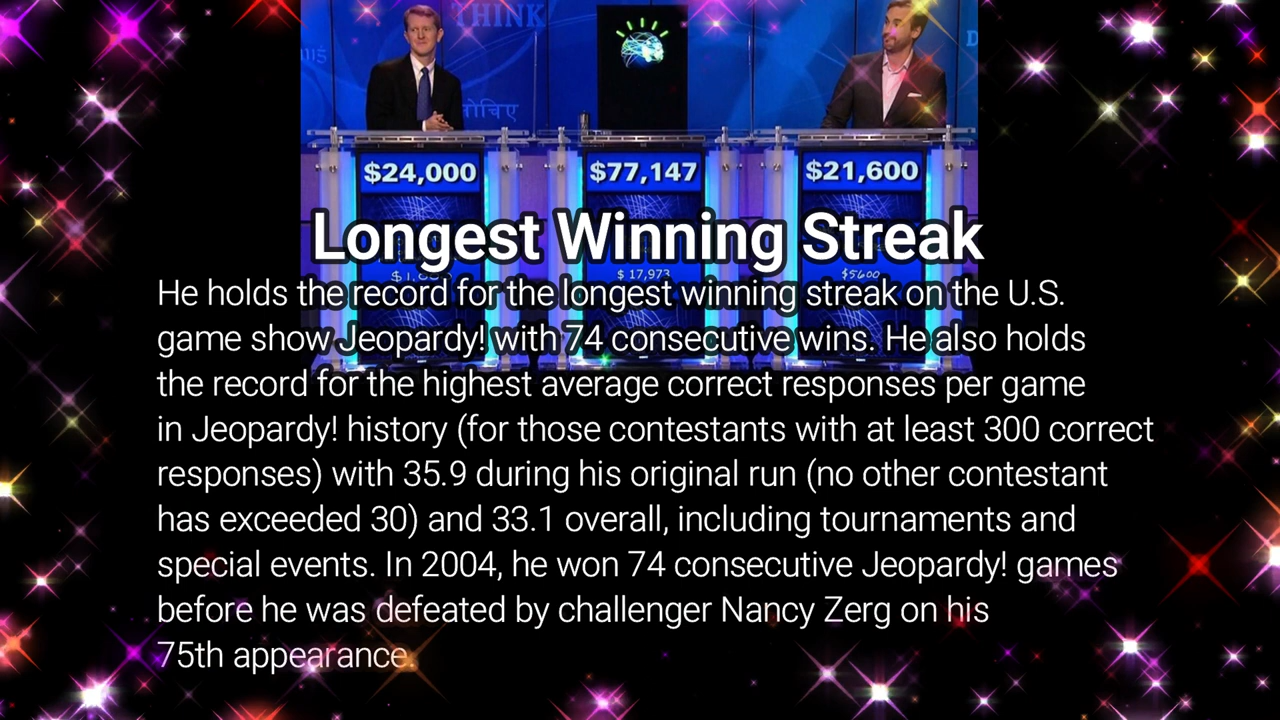 THINK
नोचिए
$24,000
$77,147
$21,600
Longest Winning Streak
$ 17,973
$5600
He holds the record for the longest winning streak on the U.S.
game show Jeopardy! with 74 consecutive wins. He also holds
the record for the highest average correct responses per game
in Jeopardy! history (for those contestants with at least 300 correct
responses) with 35.9 during his original run (no other contestant
has exceeded 30) and 33.1 overall, including tournaments and
special events. In 2004, he won 74 consecutive Jeopardy! games
before he was defeated by challenger Nancy Zerg on his
75th appearance.